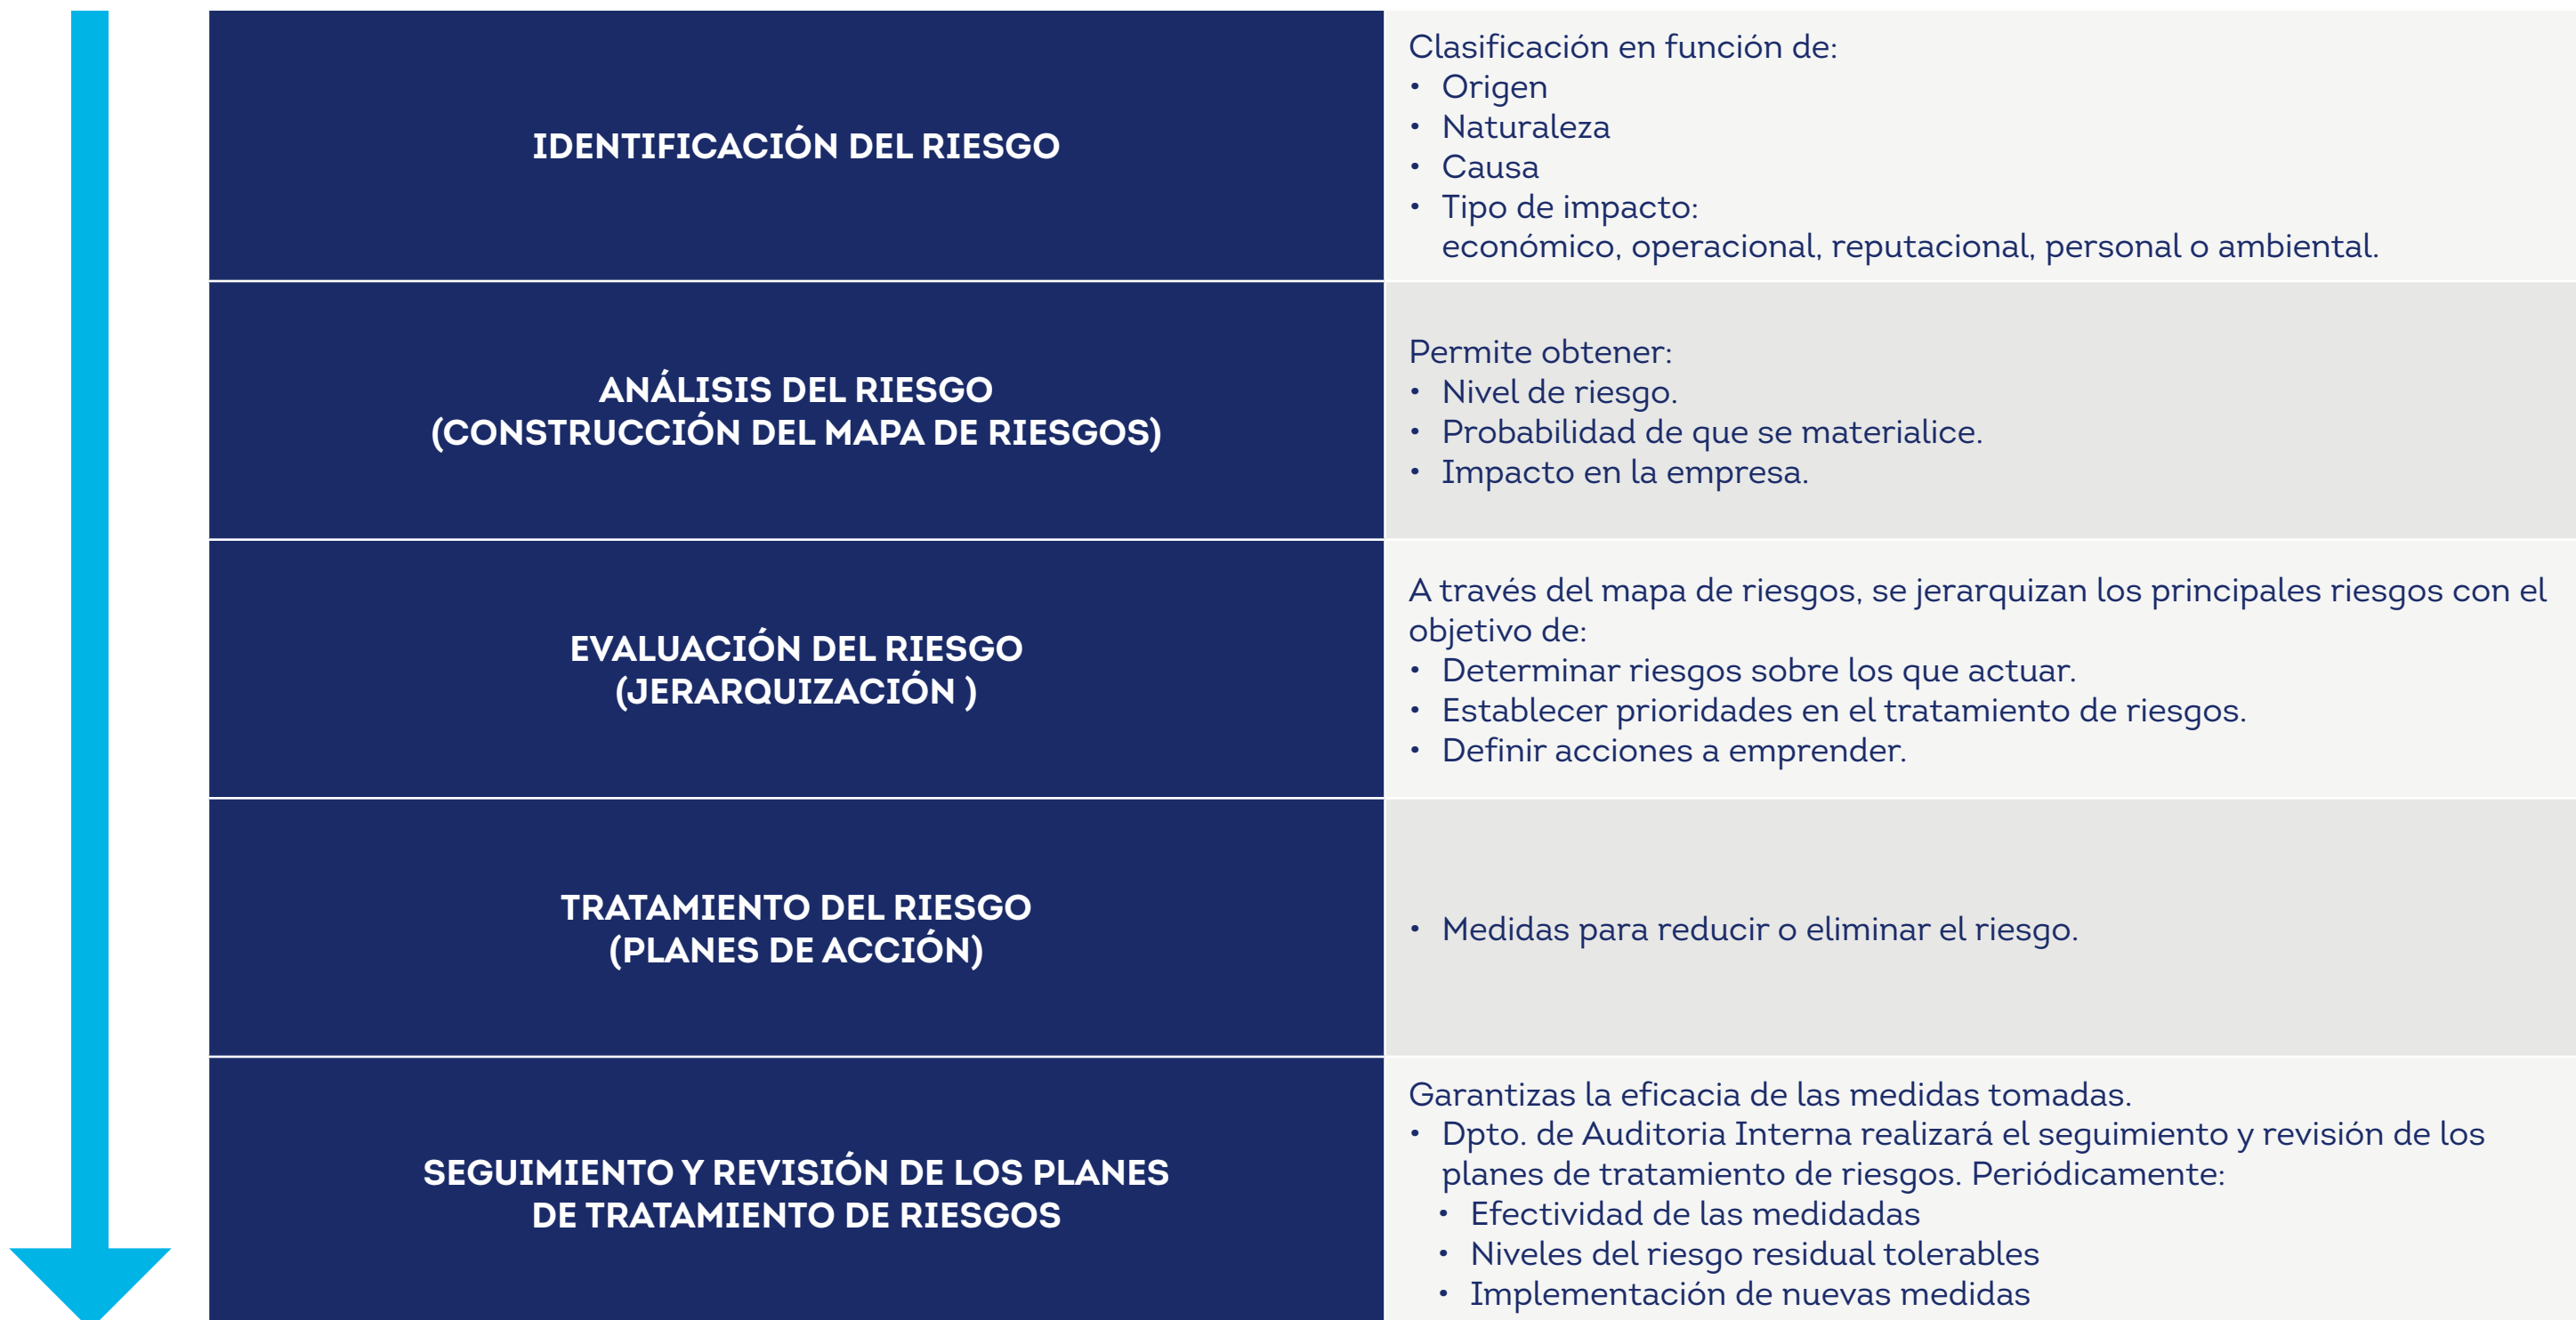 IDENTIFICACIÓN DEL RIESGO
Clasificación en función de:
• Origen
• Naturaleza
• Causa
• Tipo de impacto:
económico, operacional, reputacional, personal o ambiental.
ANÁLISIS DEL RIESGO
(CONSTRUCCIÓN DEL MAPA DE RIESGOS)
Permite obtener:
• Nivel de riesgo.
• Probabilidad de que se materialice.
• Impacto en la empresa.
EVALUACIÓN DEL RIESGO
(JERARQUIZACIÓN )
A través del mapa de riesgos, se jerarquizan los principales riesgos con el
objetivo de:
• Determinar riesgos sobre los que actuar.
• Establecer prioridades en el tratamiento de riesgos.
• Definir acciones a emprender.
TRATAMIENTO DEL RIESGO
(PLANES DE ACCIÓN)
• Medidas para reducir o eliminar el riesgo.
SEGUIMIENTO Y REVISIÓN DE LOS PLANES
DE TRATAMIENTO DE RIESGOS
Garantizas la eficacia de las medidas tomadas.
• Dpto. de Auditoria Interna realizará el seguimiento y revisión de los
planes de tratamiento de riesgos. Periódicamente:
• Efectividad de las medidadas
• Niveles del riesgo residual tolerables
• Implementación de nuevas medidas